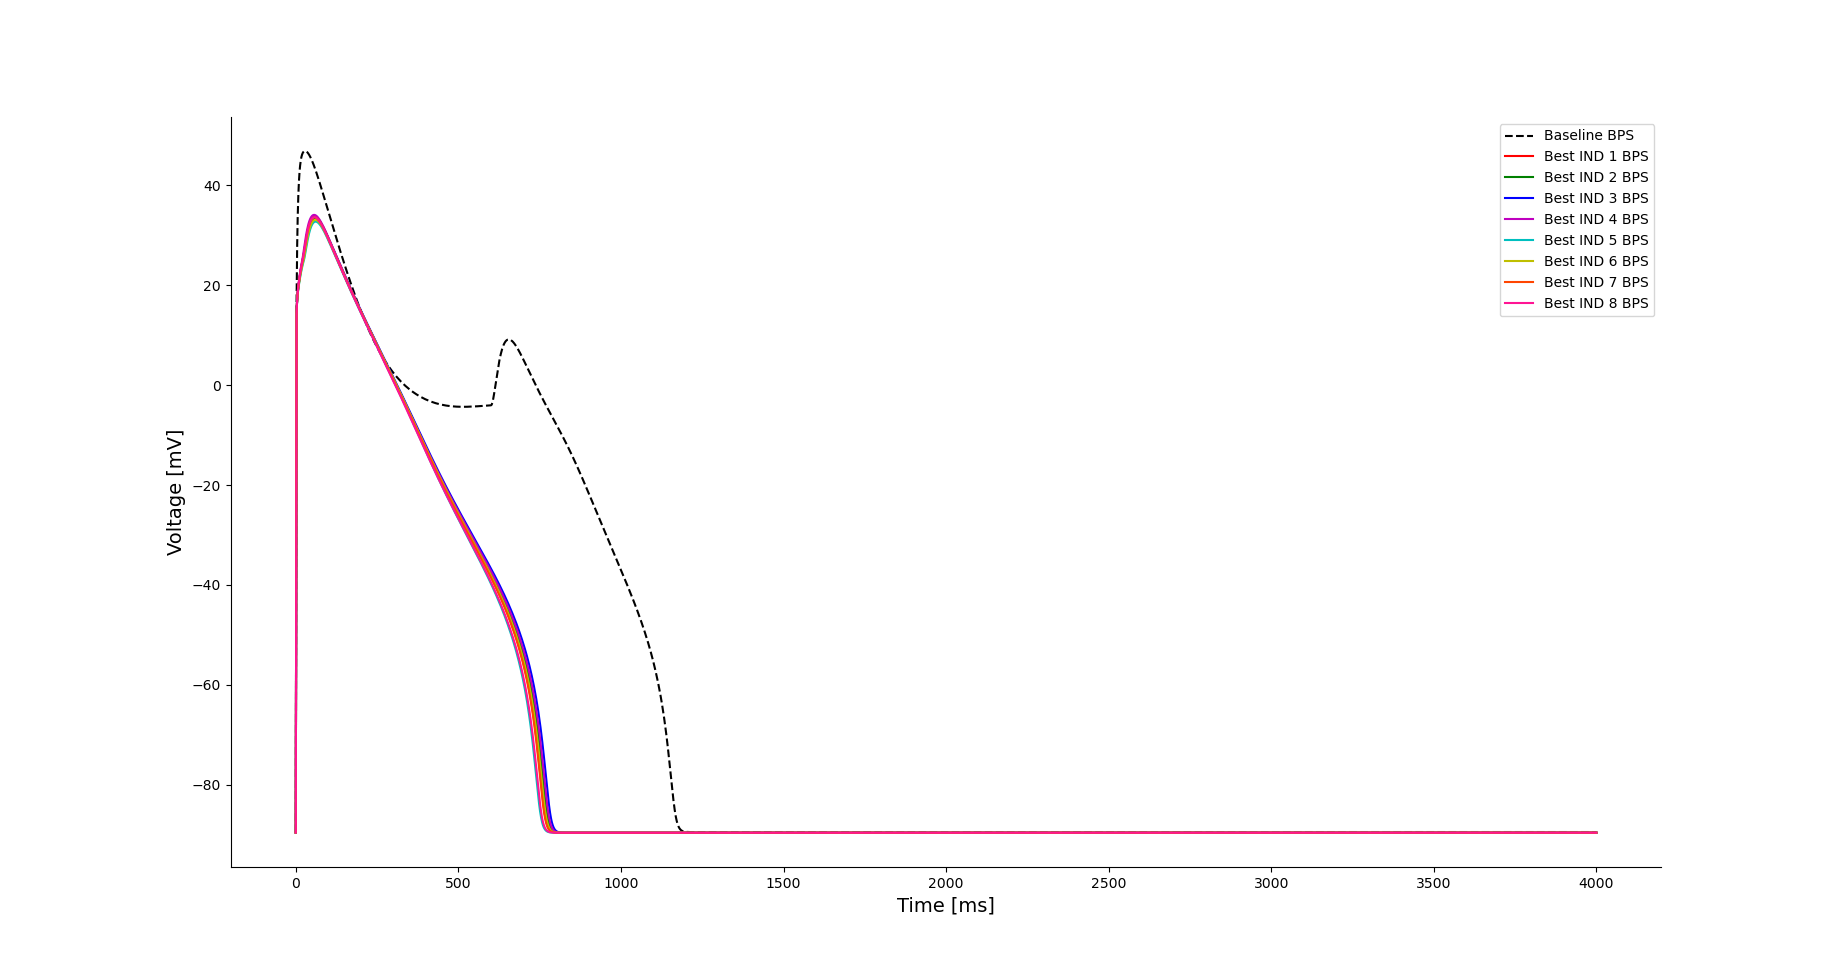 Baseline BPS
Best IND 1 BPS
Best IND 2 BPS
Best IND 3 BPS
Best IND 4 BPS
Best IND 5 BPS
Best IND 6 BPS
Best IND 7 BPS
Best IND 8 BPS
40
20
0
−20
−40
−60
−80
Voltage [mV]
0 500 1000 1500 2000 2500 3000 3500 4000
Time [ms]